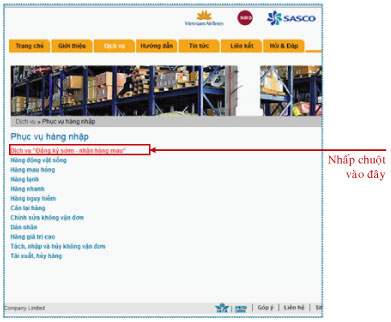 Vietnam Airlines
SASCO
Trang chủ Giới thiệu Dịch vụ Hướng dẫn Tin tức Liên kết Hỏi & Đáp
Dịch vụ » Phục vụ hàng nhập
Phục vụ hàng nhập
Dịch vụ "Đăng ký sớm - nhận hàng mau"
Hàng động vật sống
Hàng mau hỏng
Hàng lạnh
Hàng nhanh
Hàng nguy hiểm
Cân lại hàng
Chỉnh sửa không vận đơn
Dán nhãn
Hàng giá trị cao
Tách, nhập và hủy không vận đơn
Tái xuất, hủy hàng
Nhấp chuột
vào đây
Company Limited Góp ý Liên hệ